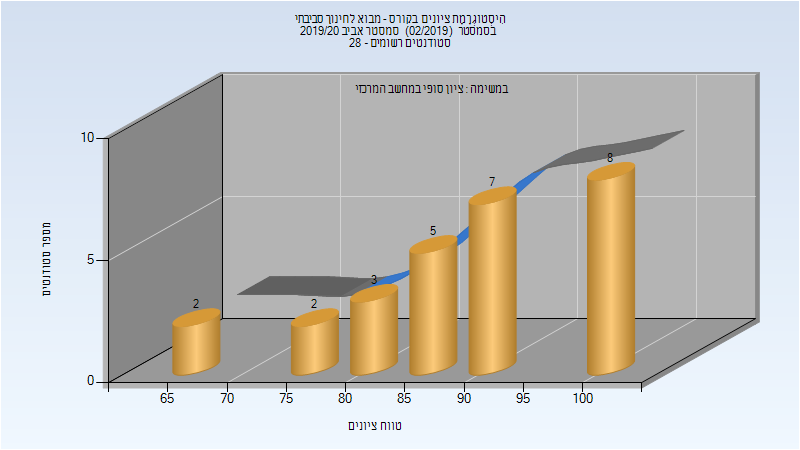 היסטוגרמת ציונים בקורס - מבוא לחינוך סביבתי
בסמסטר (02/2019) סמסטר אביב 2019/20
סטודנטים רשומים - 28
במשימה : ציון סופי במחשב המרכזי
מספר סטודנטים
10
5
0
2
2
3
5
7
8
65 70 75 80 85 90 95 100
טווח ציונים